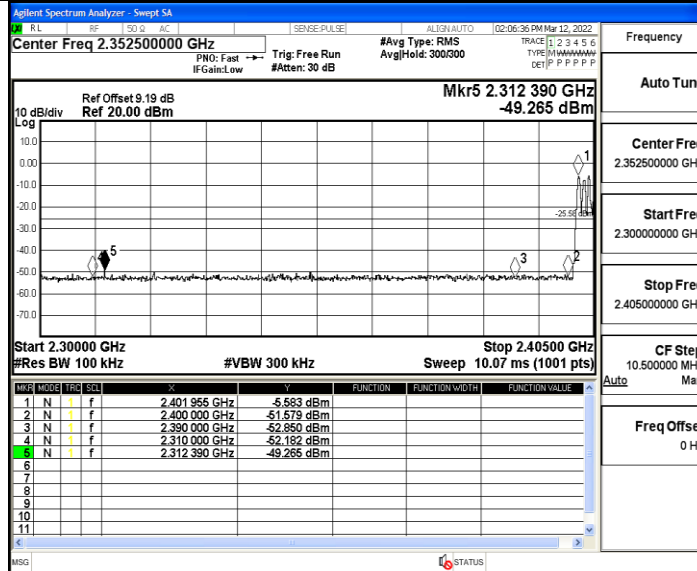 Agilent Spectrum Analyzer - Swept SA
RL RF 50 Ω AC SENSE:PULSE ALIGN AUTO 02:06:36 PM Mar 12, 2022
Center Freq 2.352500000 GHz
PNO: Fast
IFGain:Low
Trig: Free Run
#Atten: 30 dB
#Avg Type: RMS
Avg|Hold: 300/300
TRACE 1 2 3 4 5 6
TYPE M
DET P P P P P P
Frequency
Auto Tun
Center Fre
2.352500000 GH
Start Fre
2.300000000 GH
Stop Fre
2.405000000 GH
CF Ste
10.500000 MH
Auto Ma
Freq Offse
0 H
Ref Offset 9.19 dB
10 dB/div Ref 20.00 dBm
Log
Mkr5 2.312 390 GHz
-49.265 dBm
10.0
0.00
-10.0
-20.0
-30.0
-40.0
-50.0
-60.0
-70.0
1
-25.58 dBm
5
3
2
Start 2.30000 GHz Stop 2.40500 GHz
#Res BW 100 kHz #VBW 300 kHz Sweep 10.07 ms (1001 pts)
MKR MODE TRC SCL X Y FUNCTION FUNCTION WIDTH FUNCTION VALUE
1 N 1 f 2.401 955 GHz -5.583 dBm
2 N 1 f 2.400 000 GHz -51.579 dBm
3 N 1 f 2.390 000 GHz -52.850 dBm
4 N 1 f 2.310 000 GHz -52.182 dBm
5 N 1 f 2.312 390 GHz -49.265 dBm
6
7
8
9
10
11
MSG STATUS